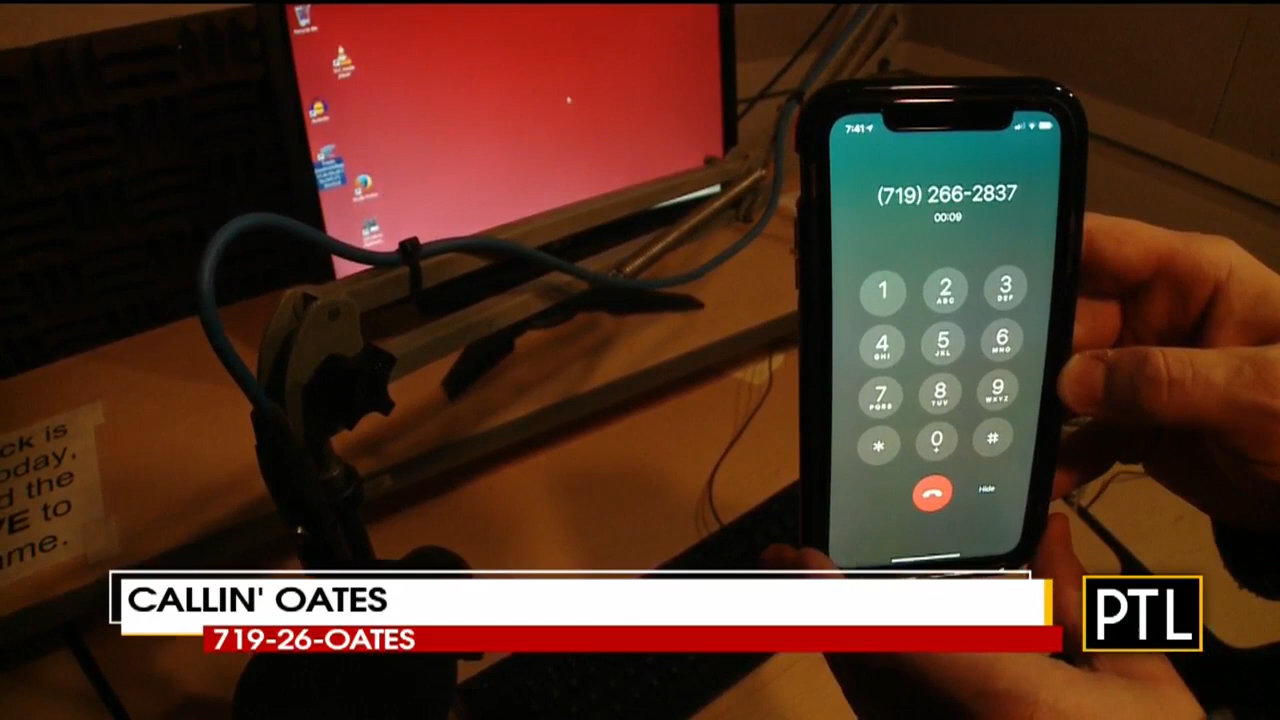 7:41
(719) 266-2837
00:09
1
2
ABC
3
DEF
4
GHI
5
JKL
6
MNO
7
PQRS
8
TUV
9
WXYZ
*
0
+
#
Hide
ck is
oday,
d the
VE to
ame.
CALLIN' OATES
719-26-OATES
PTL